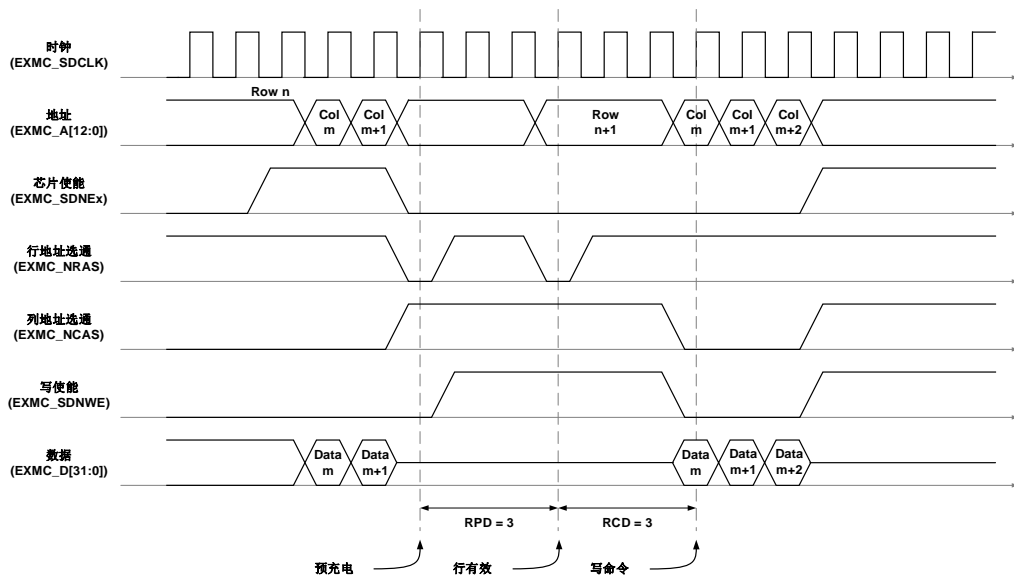 时钟
(EXMC_SDCLK)
Row n
地址
(EXMC_A[12:0])
Col
m
Col
m+1
Row
n+1
Col
m
Col
m+1
Col
m+2
芯片使能
(EXMC_SDNEx)
行地址选通
(EXMC_NRAS)
列地址选通
(EXMC_NCAS)
写使能
(EXMC_SDNWE)
数据
(EXMC_D[31:0])
Data
m
Data
m+1
Data
m
Data
m+1
Data
m+2
RPD = 3
RCD = 3
预充电
行有效
写命令